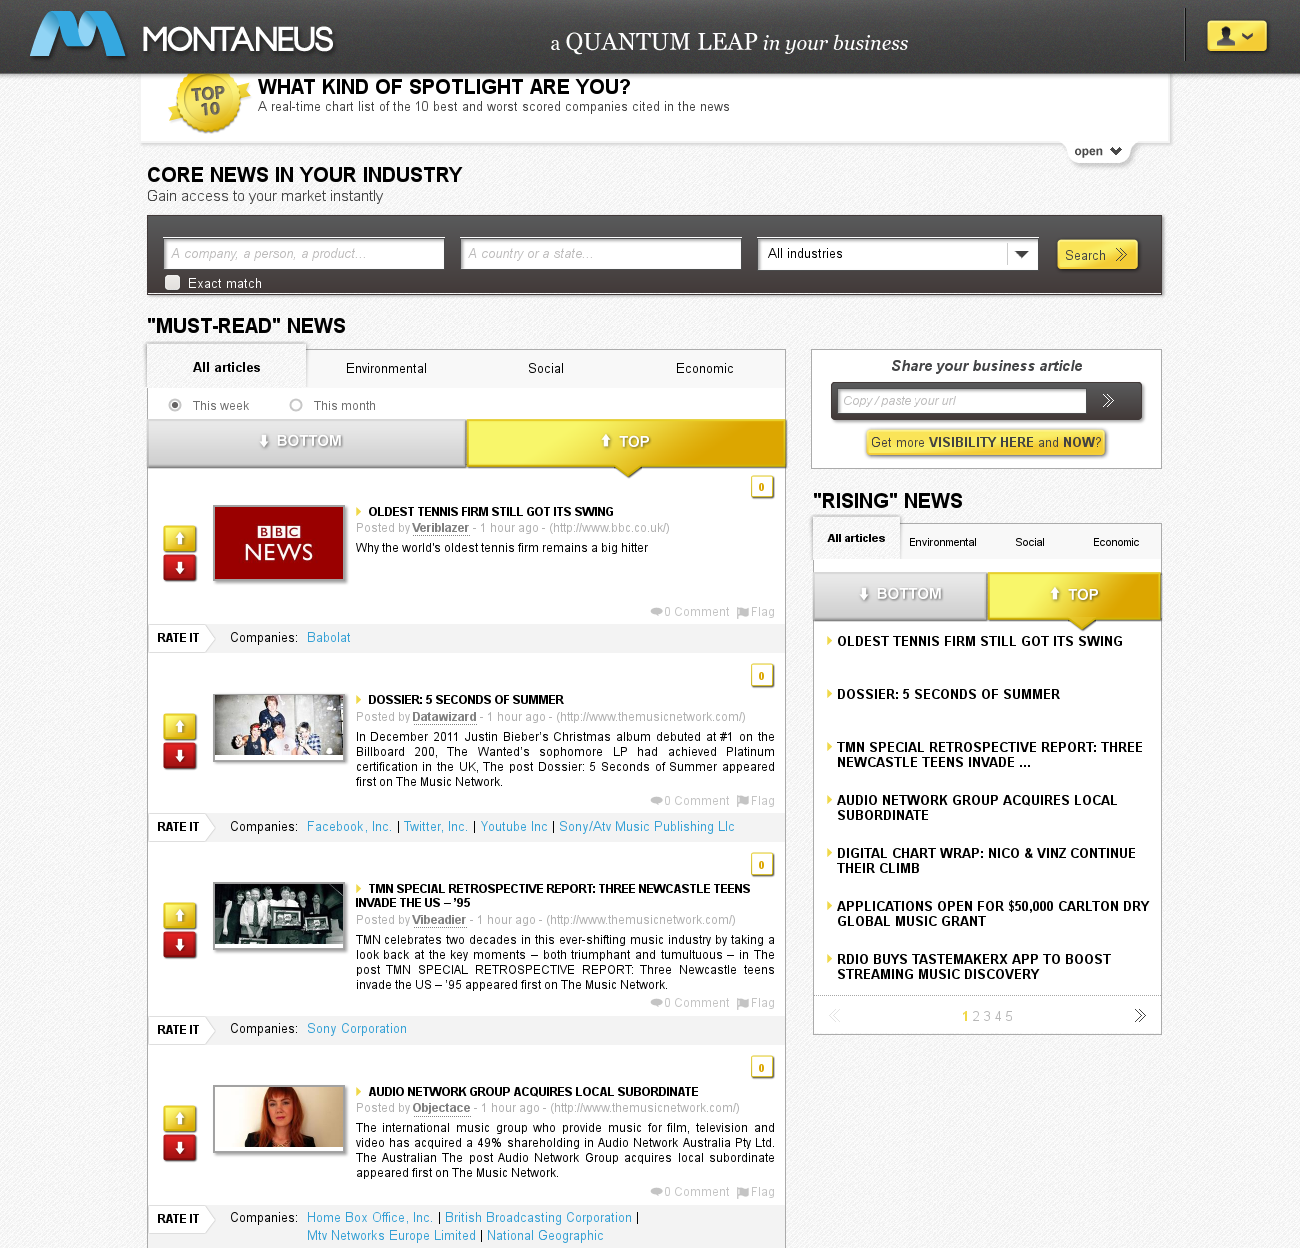 MONTANEUS
a QUANTUM LEAP in your business
TOP 10
WHAT KIND OF SPOTLIGHT ARE YOU?
A real-time chart list of the 10 best and worst scored companies cited in the news
open
CORE NEWS IN YOUR INDUSTRY
Gain access to your market instantly
A company, a person, a product...
A country or a state...
All industries
Search
Exact match
"MUST-READ" NEWS
All articles
Environmental
Social
Economic
This week
This month
BOTTOM
TOP
0
BBC NEWS
OLDEST TENNIS FIRM STILL GOT ITS SWING
Posted by Veriblazer - 1 hour ago - (http://www.bbc.co.uk/)
Why the world's oldest tennis firm remains a big hitter
0 Comment Flag
RATE IT
Companies: Babolat
0
DOSSIER: 5 SECONDS OF SUMMER
Posted by Datawizard - 1 hour ago - (http://www.themusicnetwork.com/)
In December 2011 Justin Bieber's Christmas album debuted at #1 on the
Billboard 200, The Wanted's sophomore LP had achieved Platinum
certification in the UK, The post Dossier: 5 Seconds of Summer appeared
first on The Music Network.
0 Comment Flag
RATE IT
Companies: Facebook, Inc. | Twitter, Inc. | Youtube Inc | Sony/Atv Music Publishing Llc
0
TMN SPECIAL RETROSPECTIVE REPORT: THREE NEWCASTLE TEENS
INVADE THE US – '95
Posted by Vibeadier - 1 hour ago - (http://www.themusicnetwork.com/)
TMN celebrates two decades in this ever-shifting music industry by taking a
look back at the key moments – both triumphant and tumultuous – in The
post TMN SPECIAL RETROSPECTIVE REPORT: Three Newcastle teens
invade the US – '95 appeared first on The Music Network.
0 Comment Flag
RATE IT
Companies: Sony Corporation
0
AUDIO NETWORK GROUP ACQUIRES LOCAL SUBORDINATE
Posted by Objectace - 1 hour ago - (http://www.themusicnetwork.com/)
The international music group who provide music for film, television and
video has acquired a 49% shareholding in Audio Network Australia Pty Ltd.
The Australian The post Audio Network Group acquires local subordinate
appeared first on The Music Network.
0 Comment Flag
RATE IT
Companies: Home Box Office, Inc. | British Broadcasting Corporation |
Mtv Networks Europe Limited | National Geographic
Share your business article
Copy / paste your url
Get more VISIBILITY HERE and NOW?
"RISING" NEWS
All articles
Environmental
Social
Economic
BOTTOM
TOP
OLDEST TENNIS FIRM STILL GOT ITS SWING
DOSSIER: 5 SECONDS OF SUMMER
TMN SPECIAL RETROSPECTIVE REPORT: THREE
NEWCASTLE TEENS INVADE ...
AUDIO NETWORK GROUP ACQUIRES LOCAL
SUBORDINATE
DIGITAL CHART WRAP: NICO & VINZ CONTINUE
THEIR CLIMB
APPLICATIONS OPEN FOR $50,000 CARLTON DRY
GLOBAL MUSIC GRANT
RDIO BUYS TASTEMAKERX APP TO BOOST
STREAMING MUSIC DISCOVERY
1 2 3 4 5